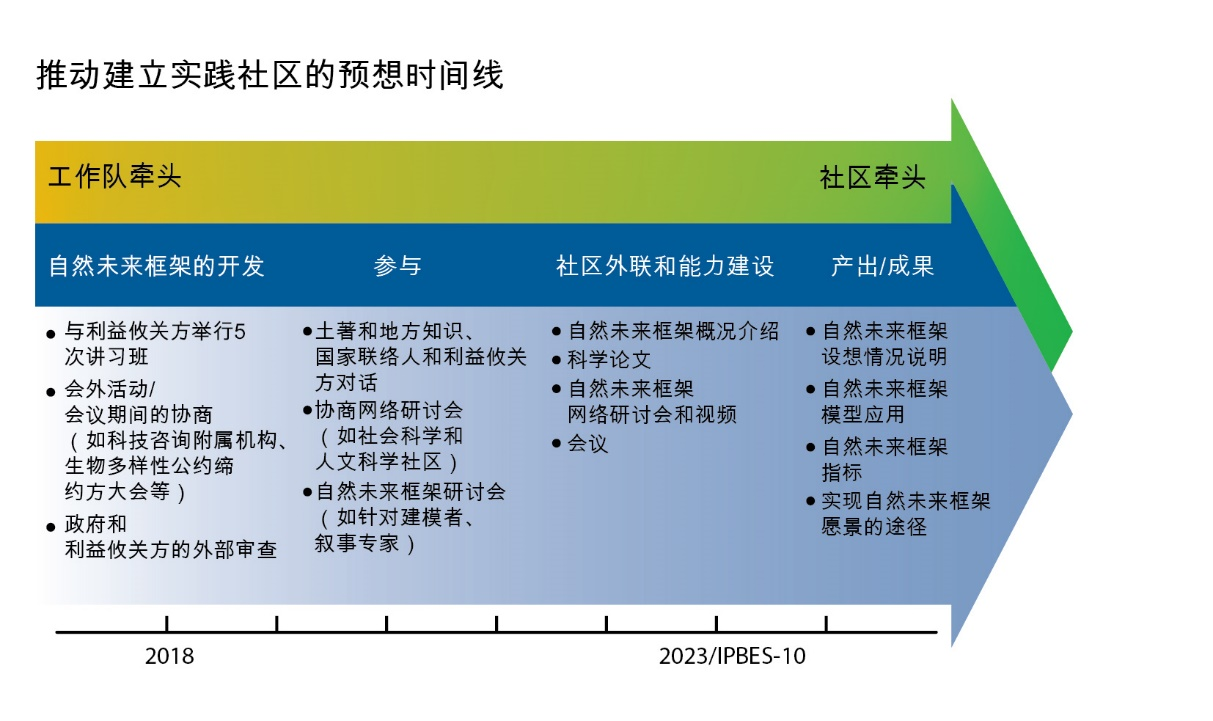 推动建立实践社区的预想时间线
工作队牵头
社区牵头
自然未来框架的开发
参与
社区外联和能力建设
产出/成果
● 与利益攸关方举行5
次讲习班
● 会外活动/
会议期间的协商
（如科技咨询附属机构、
生物多样性公约缔
约方大会等）
● 政府和
利益攸关方的外部审查
●土著和地方知识、
国家联络人和利益攸关
方对话
●协商网络研讨会
（如社会科学和
人文科学社区）
●自然未来框架研讨会
（如针对建模者、
叙事专家）
● 自然未来框架概况介绍
● 科学论文
● 自然未来框架
网络研讨会和视频
● 会议
● 自然未来框架
设想情况说明
● 自然未来框架
模型应用
● 自然未来框架
指标
● 实现自然未来框架
愿景的途径
2018
2023/IPBES-10